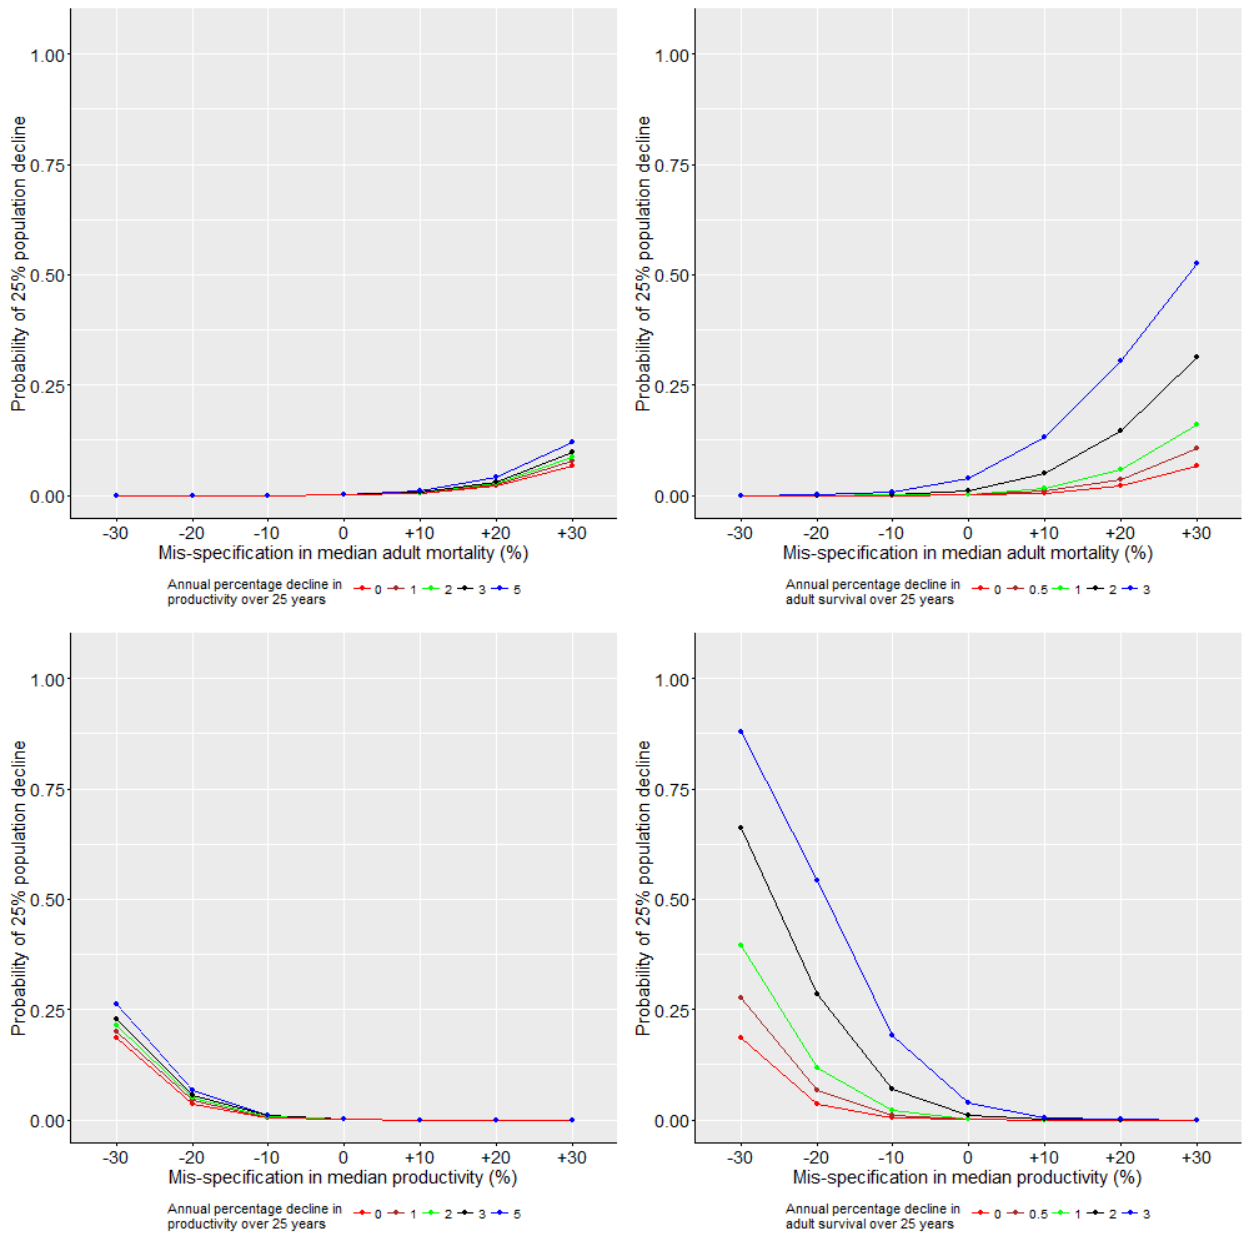 Probability of 25% population decline
1.00
0.75
0.50
0.25
0.00
-30 -20 -10 0 +10 +20 +30
Mis-specification in median adult mortality (%)
Annual percentage decline in
productivity over 25 years
0 1 2 3 5
Probability of 25% population decline
1.00
0.75
0.50
0.25
0.00
-30 -20 -10 0 +10 +20 +30
Mis-specification in median adult mortality (%)
Annual percentage decline in
adult survival over 25 years
0 0.5 1 2 3
Probability of 25% population decline
1.00
0.75
0.50
0.25
0.00
-30 -20 -10 0 +10 +20 +30
Mis-specification in median productivity (%)
Annual percentage decline in
productivity over 25 years
0 1 2 3 5
Probability of 25% population decline
1.00
0.75
0.50
0.25
0.00
-30 -20 -10 0 +10 +20 +30
Mis-specification in median productivity (%)
Annual percentage decline in
adult survival over 25 years
0 0.5 1 2 3